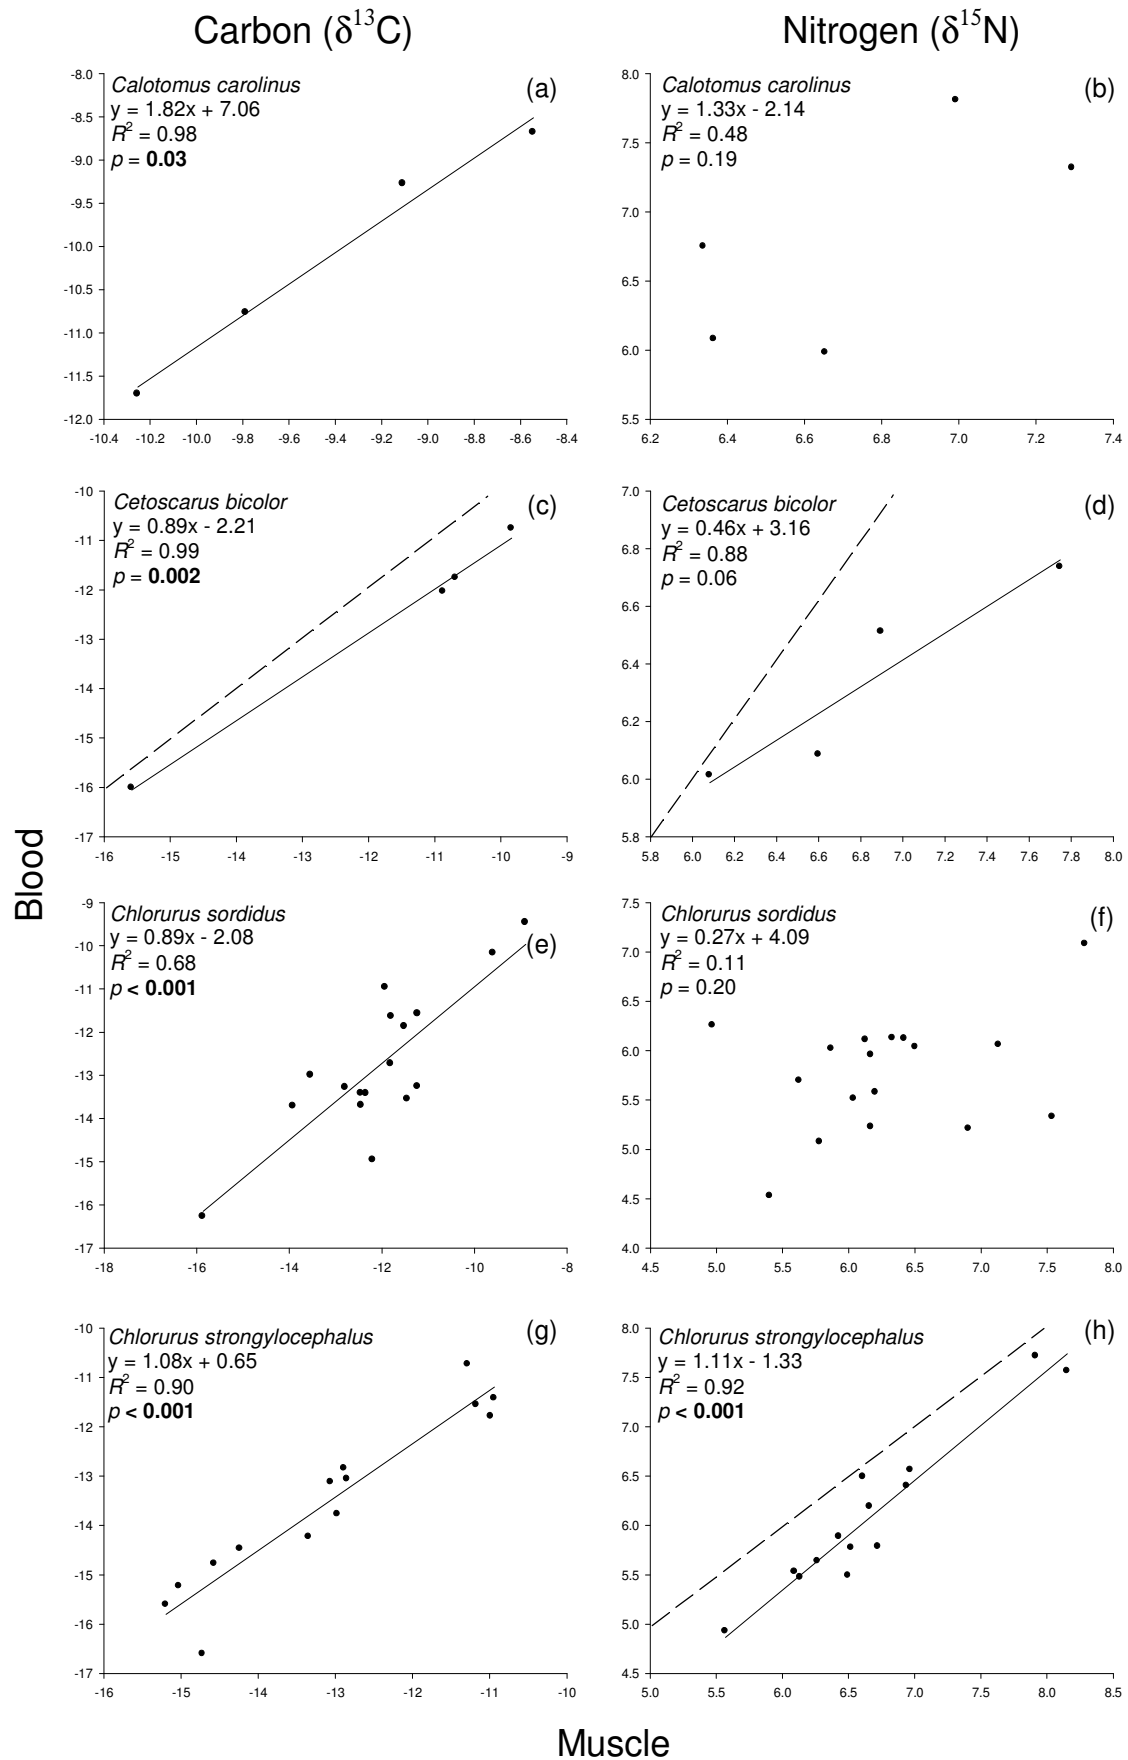 Carbon (δ¹³C)
Nitrogen (δ¹⁵N)
Calotomus carolinus
y = 1.82x + 7.06
R² = 0.98
p = 0.03
(a)
-8.0
-8.5
-9.0
-9.5
-10.0
-10.5
-11.0
-11.5
-12.0
-10.4 -10.2 -10.0 -9.8 -9.6 -9.4 -9.2 -9.0 -8.8 -8.6 -8.4
Calotomus carolinus
y = 1.33x - 2.14
R² = 0.48
p = 0.19
(b)
8.0
7.5
7.0
6.5
6.0
5.5
6.2 6.4 6.6 6.8 7.0 7.2 7.4
Cetoscarus bicolor
y = 0.89x - 2.21
R² = 0.99
p = 0.002
(c)
-10
-11
-12
-13
-14
-15
-16
-17
-16 -15 -14 -13 -12 -11 -10 -9
Cetoscarus bicolor
y = 0.46x + 3.16
R² = 0.88
p = 0.06
(d)
7.0
6.8
6.6
6.4
6.2
6.0
5.8
5.8 6.0 6.2 6.4 6.6 6.8 7.0 7.2 7.4 7.6 7.8 8.0
Blood
Chlorurus sordidus
y = 0.89x - 2.08
R² = 0.68
p < 0.001
(e)
-9
-10
-11
-12
-13
-14
-15
-16
-17
-18 -16 -14 -12 -10 -8
Chlorurus sordidus
y = 0.27x + 4.09
R² = 0.11
p = 0.20
(f)
7.5
7.0
6.5
6.0
5.5
5.0
4.5
4.0
4.5 5.0 5.5 6.0 6.5 7.0 7.5 8.0
Chlorurus strongylocephalus
y = 1.08x + 0.65
R² = 0.90
p < 0.001
(g)
-10
-11
-12
-13
-14
-15
-16
-17
-16 -15 -14 -13 -12 -11 -10
Chlorurus strongylocephalus
y = 1.11x - 1.33
R² = 0.92
p < 0.001
(h)
8.0
7.5
7.0
6.5
6.0
5.5
5.0
4.5
5.0 5.5 6.0 6.5 7.0 7.5 8.0 8.5
Muscle